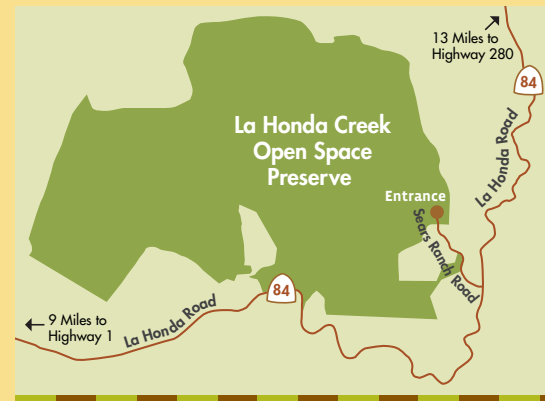 13 Miles to
Highway 280
84
La Honda Road
La Honda Creek
Open Space
Preserve
Entrance
Sears Ranch Road
84
La Honda Road
9 Miles to
Highway 1